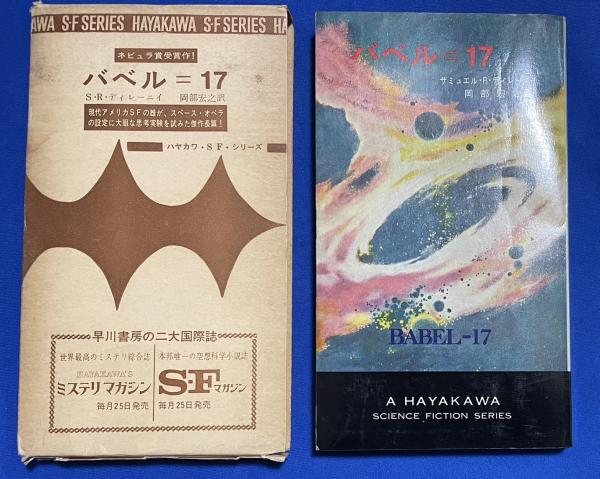 AWA S·F SERIES HAYAKAWA S·F SERIES HA
ネビュラ賞受賞作!
バベル=17
S・R・ディレーニイ 岡部宏之訳
現代アメリカSFの雄が、スペース・オペラ
の設定に大胆な思考実験を試みた傑作長篇!
ハヤカワ・SF・シリーズ
早川書房の二大国際誌
世界最高のミステリ綜合誌
HAYAKAWA'S
ミステリマガジン
毎月25日発売
本邦唯一の空想科学小説誌
S-Fマガジン
毎月25日発売
バベル=17
サミュエル・R・ディレー
岡部
BABEL-17
A HAYAKAWA
SCIENCE FICTION SERIES